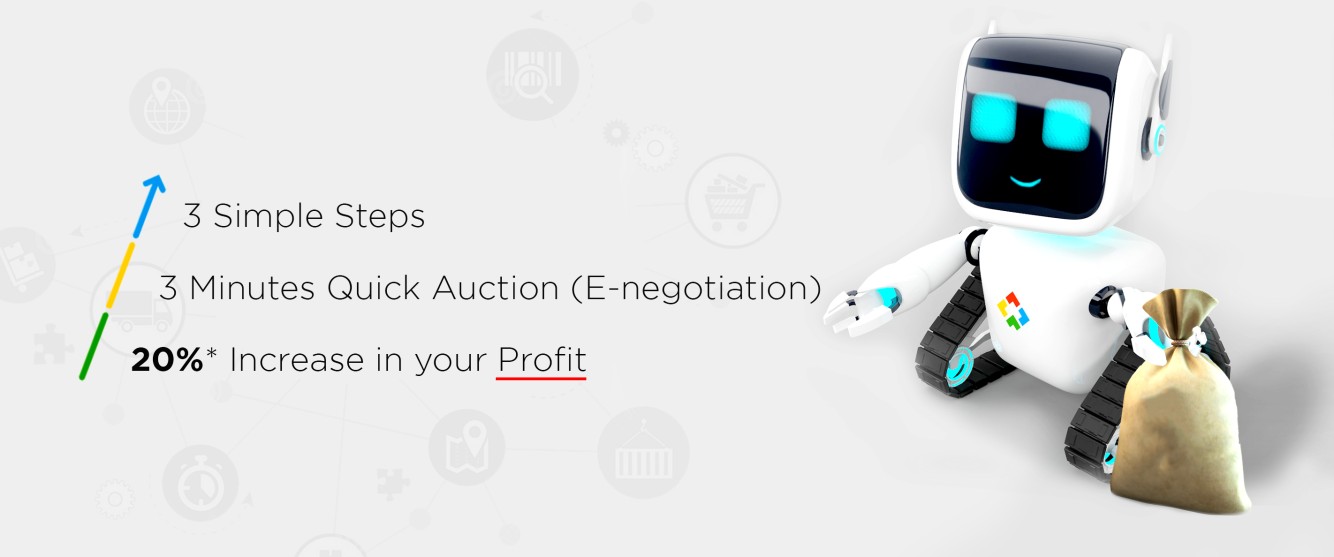 3 Simple Steps
3 Minutes Quick Auction (E-negotiation)
20%* Increase in your Profit